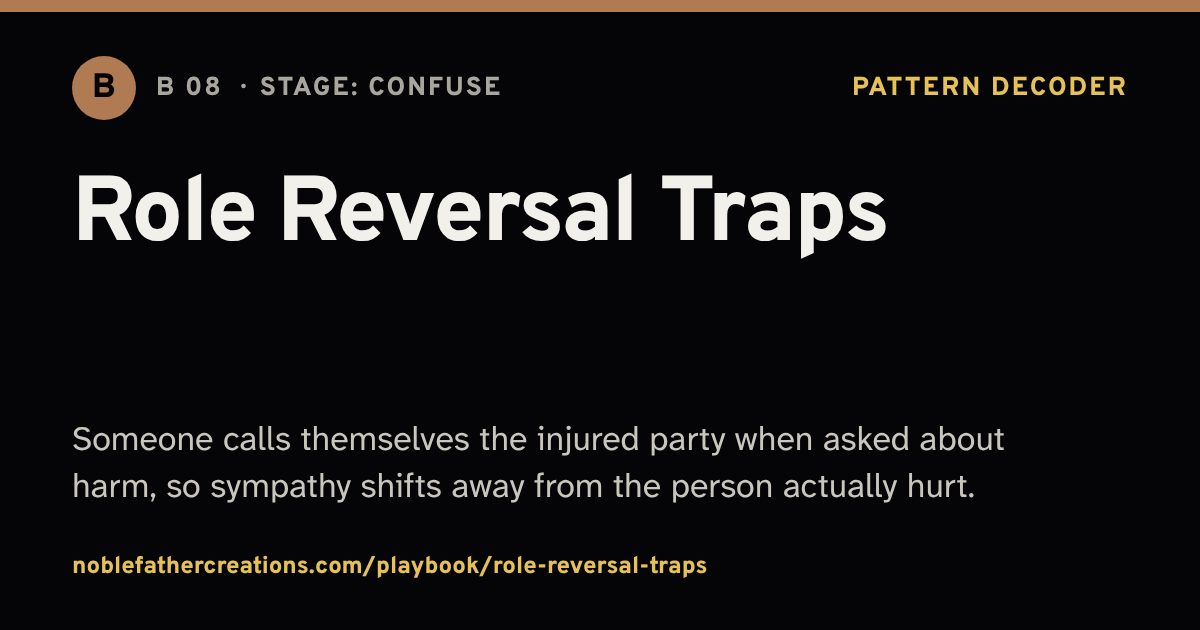 B
B 08 · STAGE: CONFUSE
PATTERN DECODER
Role Reversal Traps
Someone calls themselves the injured party when asked about
harm, so sympathy shifts away from the person actually hurt.
noblefathercreations.com/playbook/role-reversal-traps